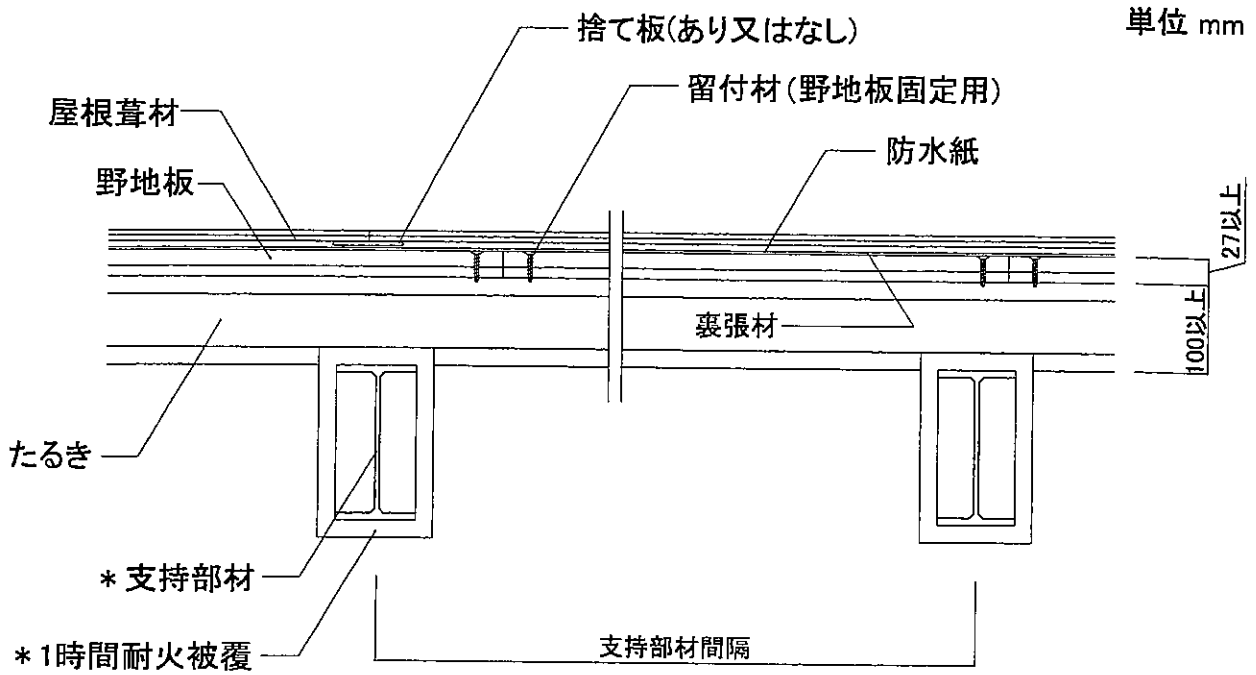 捨て板(あり又はなし)
単位 mm
留付材(野地板固定用)
屋根葺材
防水紙
野地板
27以上
裏張材
100以上
たるき
*支持部材
支持部材間隔
*1時間耐火被覆